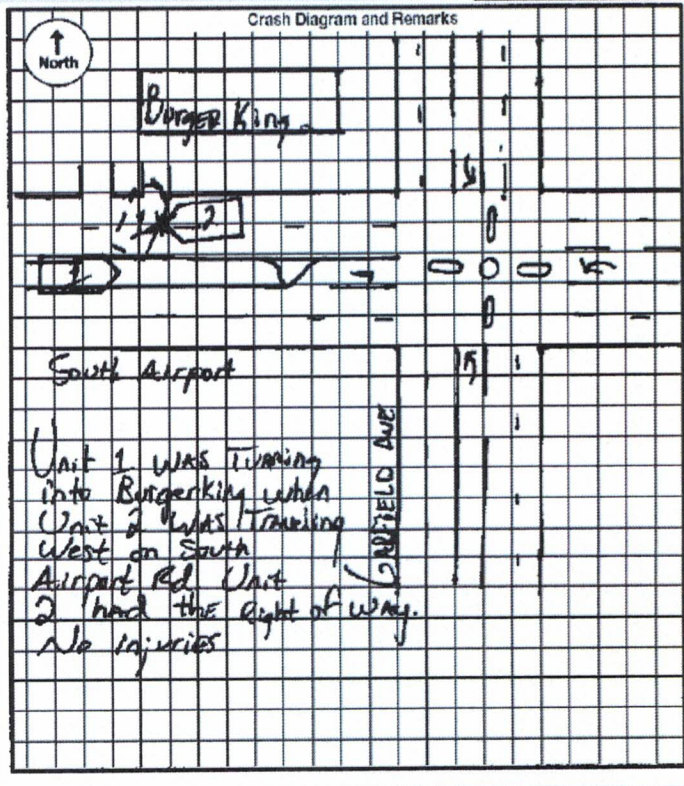 Crash Diagram and Remarks
North
Burger King
2
1
South Airport
GARFIELD AVE
Unit 1 was Turning
into BurgerKing when
Unit 2 was Traveling
West on South
Airport Rd Unit
2 had the Right of Way.
No injuries